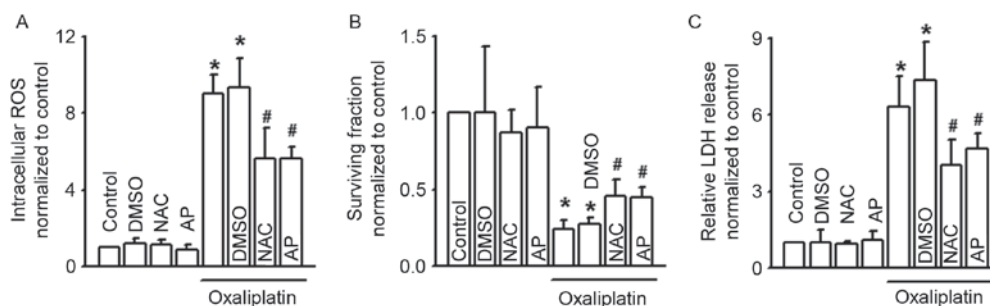 A
Intracellular ROS
normalized to control
12
8
4
0
Control
DMSO
NAC
AP
*
*
#
#
DMSO
NAC
AP
Oxaliplatin
B
Surviving fraction
normalized to control
1.5
1.0
0.5
0.0
Control
DMSO
NAC
AP
*
*
#
#
DMSO
NAC
AP
Oxaliplatin
C
Relative LDH release
normalized to control
9
6
3
0
Control
DMSO
NAC
AP
*
*
#
#
DMSO
NAC
AP
Oxaliplatin